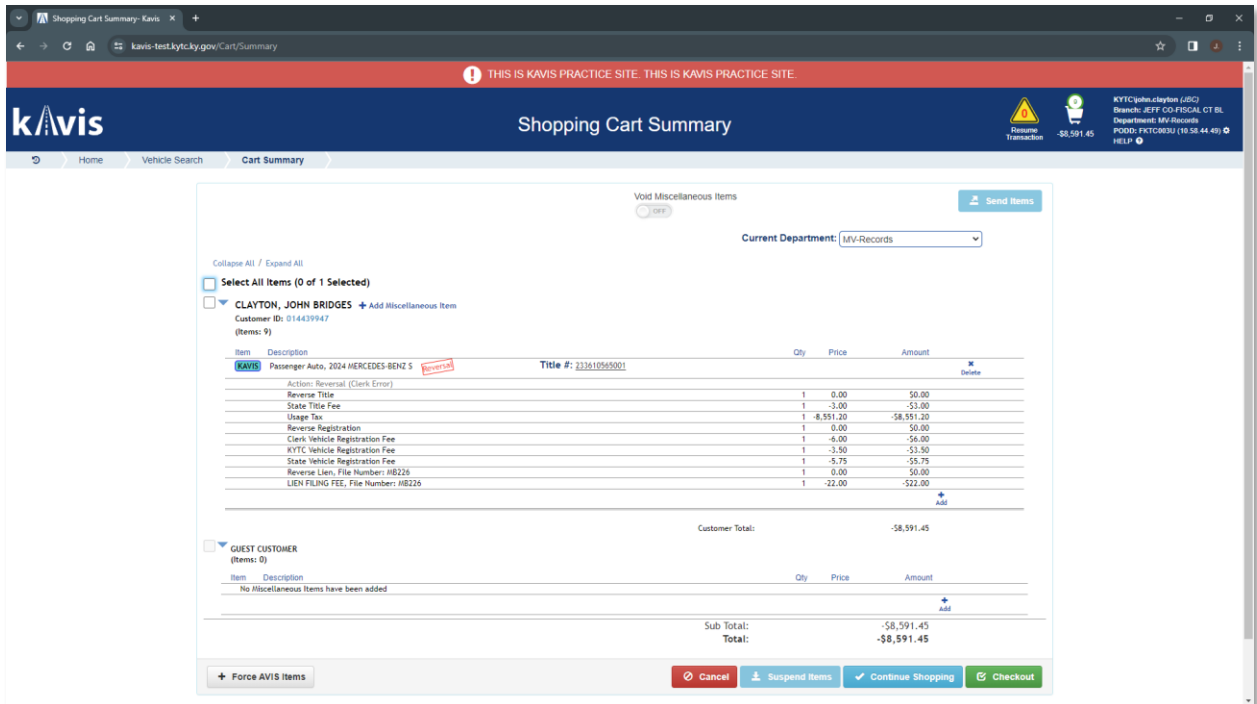 Shopping Cart Summary- Kavis
kavis-test.kytc.ky.gov/Cart/Summary
THIS IS KAVIS PRACTICE SITE. THIS IS KAVIS PRACTICE SITE.
kavis
Shopping Cart Summary
0
Resume
Transaction
0
-$8,591.45
KYTC\john.clayton (JBC)
Branch: JEFF CO-FISCAL CT BL
Department: MV-Records
PODD: FKTC003U (10.58.44.49)
HELP
Home Vehicle Search Cart Summary
Void Miscellaneous Items
OFF
Send Items
Current Department: MV-Records
Collapse All / Expand All
Select All Items (0 of 1 Selected)
CLAYTON, JOHN BRIDGES + Add Miscellaneous Item
Customer ID: 014439947
(Items: 9)
Item Description Qty Price Amount
KAVIS Passenger Auto, 2024 MERCEDES-BENZ S Reversal Title #: 233610565001 Delete
Action: Reversal (Clerk Error)
Reverse Title 1 0.00 $0.00
State Title Fee 1 -3.00 -$3.00
Usage Tax 1 -8,551.20 -$8,551.20
Reverse Registration 1 0.00 $0.00
Clerk Vehicle Registration Fee 1 -6.00 -$6.00
KYTC Vehicle Registration Fee 1 -3.50 -$3.50
State Vehicle Registration Fee 1 -5.75 -$5.75
Reverse Lien, File Number: MB226 1 0.00 $0.00
LIEN FILING FEE, File Number: MB226 1 -22.00 -$22.00
+
Add
Customer Total: -$8,591.45
GUEST CUSTOMER
(Items: 0)
Item Description Qty Price Amount
No Miscellaneous Items have been added
+
Add
Sub Total: -$8,591.45
Total: -$8,591.45
+ Force AVIS Items Cancel Suspend Items Continue Shopping Checkout